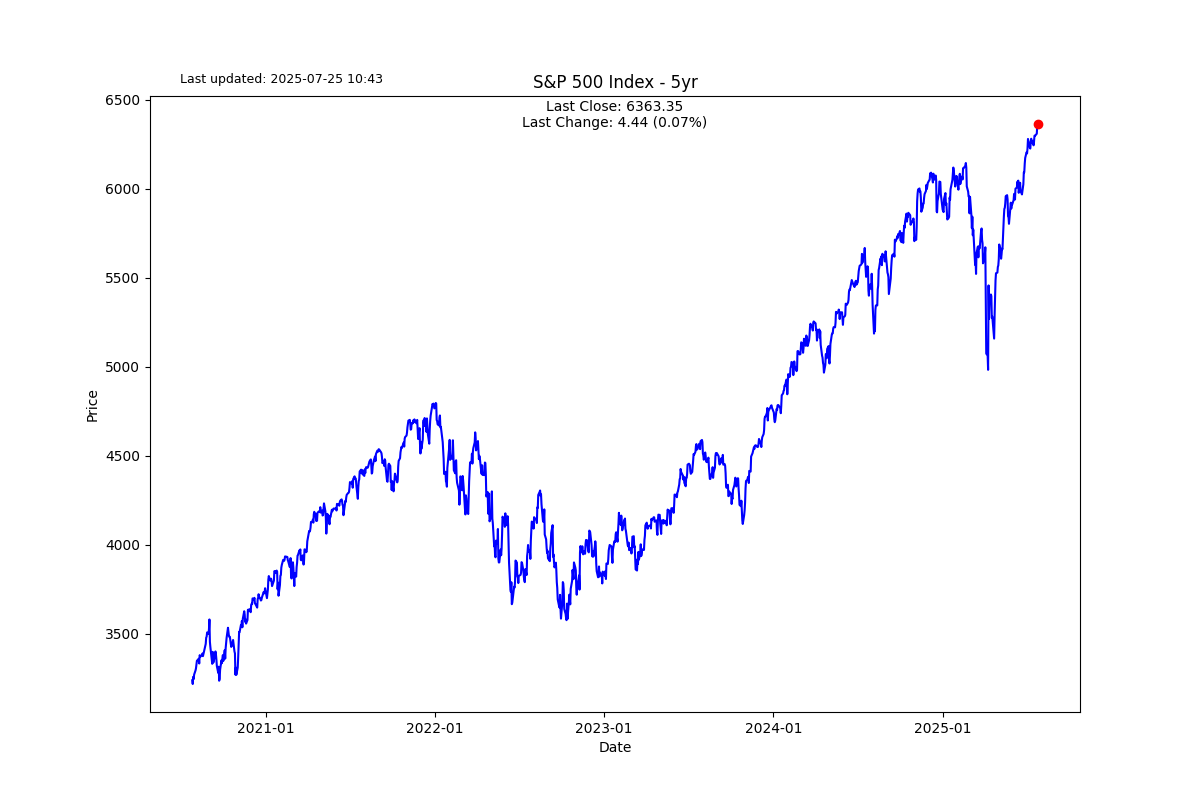 Last updated: 2025-07-25 10:43
S&P 500 Index - 5yr
Last Close: 6363.35
Last Change: 4.44 (0.07%)
6500
6000
5500
5000
4500
4000
3500
Price
2021-01
2022-01
2023-01
2024-01
2025-01
Date